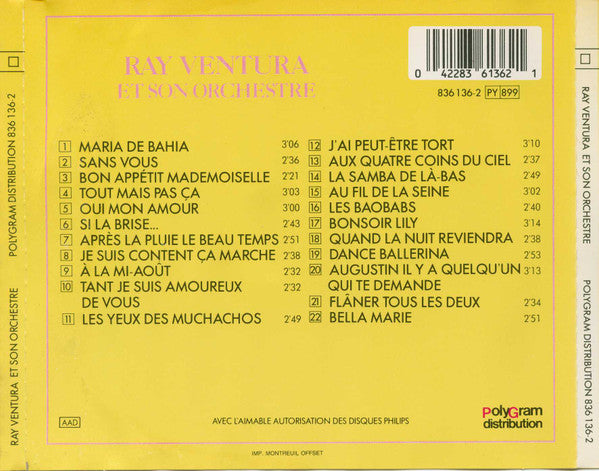 RAY VENTURA
ET SON ORCHESTRE
0 42283 61362 1
836 136-2 PY 899
1 MARIA DE BAHIA 3'06
2 SANS VOUS 2'36
3 BON APPÉTIT MADEMOISELLE 2'21
4 TOUT MAIS PAS ÇA 3'03
5 OUI MON AMOUR 3'00
6 SI LA BRISE... 2'43
7 APRÈS LA PLUIE LE BEAU TEMPS 2'51
8 JE SUIS CONTENT ÇA MARCHE 2'44
9 À LA MI-AOÛT 2'32
10 TANT JE SUIS AMOUREUX 2'32
DE VOUS
11 LES YEUX DES MUCHACHOS 2'49
12 J'AI PEUT-ÊTRE TORT 3'10
13 AUX QUATRE COINS DU CIEL 2'37
14 LA SAMBA DE LÀ-BAS 2'49
15 AU FIL DE LA SEINE 3'02
16 LES BAOBABS 2'40
17 BONSOIR LILY 3'14
18 QUAND LA NUIT REVIENDRA 2'38
19 DANCE BALLERINA 2'51
20 AUGUSTIN IL Y A QUELQU'UN 3'13
QUI TE DEMANDE
21 FLÂNER TOUS LES DEUX 2'34
22 BELLA MARIE 2'51
AAD
AVEC L'AIMABLE AUTORISATION DES DISQUES PHILIPS
PolyGram
distribution
IMP. MONTREUIL OFFSET
RAY VENTURA ET SON ORCHESTRE POLYGRAM DISTRIBUTION 836 136-2
RAY VENTURA ET SON ORCHESTRE POLYGRAM DISTRIBUTION 836 136-2